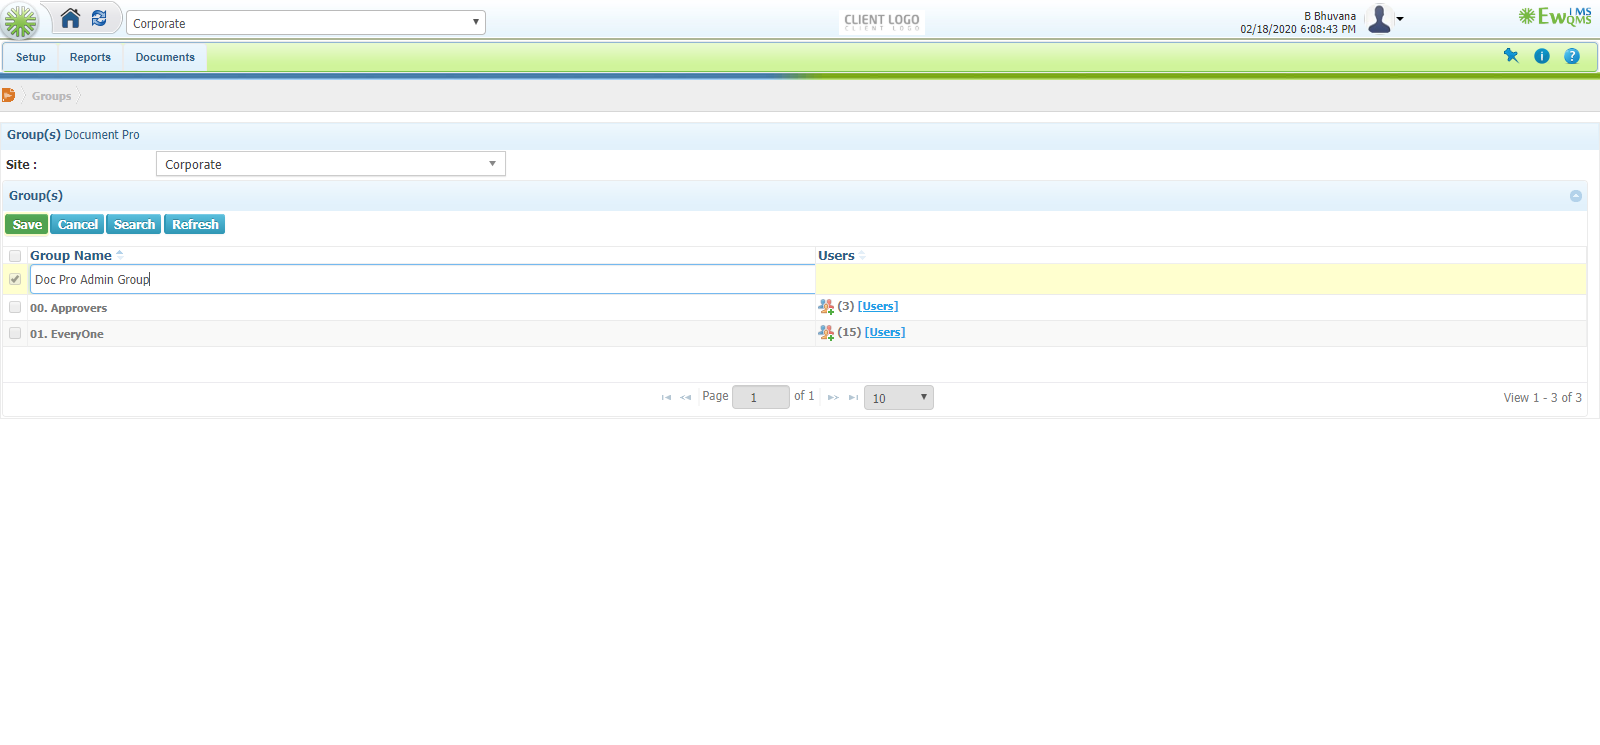 Corporate
CLIENT LOGO
CLIENT LOGO
B Bhuvana
02/18/2020 6:08:43 PM
EwQMS
IMS
Setup Reports Documents
Groups
Group(s) Document Pro
Site : Corporate
Group(s)
Save Cancel Search Refresh
Group Name Users
Doc Pro Admin Group
00. Approvers (3) [Users]
01. EveryOne (15) [Users]
Page 1 of 1 10 View 1 - 3 of 3